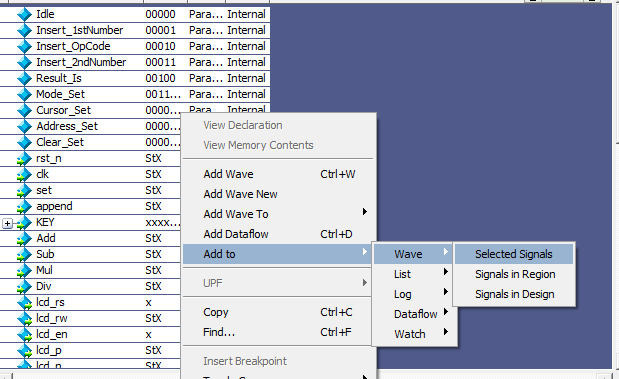 Idle 00000 Para... Internal
Insert_1stNumber 00001 Para... Internal
Insert_OpCode 00010 Para... Internal
Insert_2ndNumber 00011 Para... Internal
Result_Is 00100 Para... Internal
Mode_Set 0011... Para... Internal
Cursor_Set 0000...
Address_Set 0000...
Clear_Set 0000...
rst_n StX
clk StX
set StX
append StX
KEY xxxx...
Add StX
Sub StX
Mul StX
Div StX
lcd_rs x
lcd_rw StX
lcd_en x
lcd_p StX
lcd_n StX
View Declaration
View Memory Contents
Add Wave Ctrl+W
Add Wave New
Add Wave To
Add Dataflow Ctrl+D
Add to
UPF
Copy Ctrl+C
Find... Ctrl+F
Insert Breakpoint
Wave
List
Log
Dataflow
Watch
Selected Signals
Signals in Region
Signals in Design